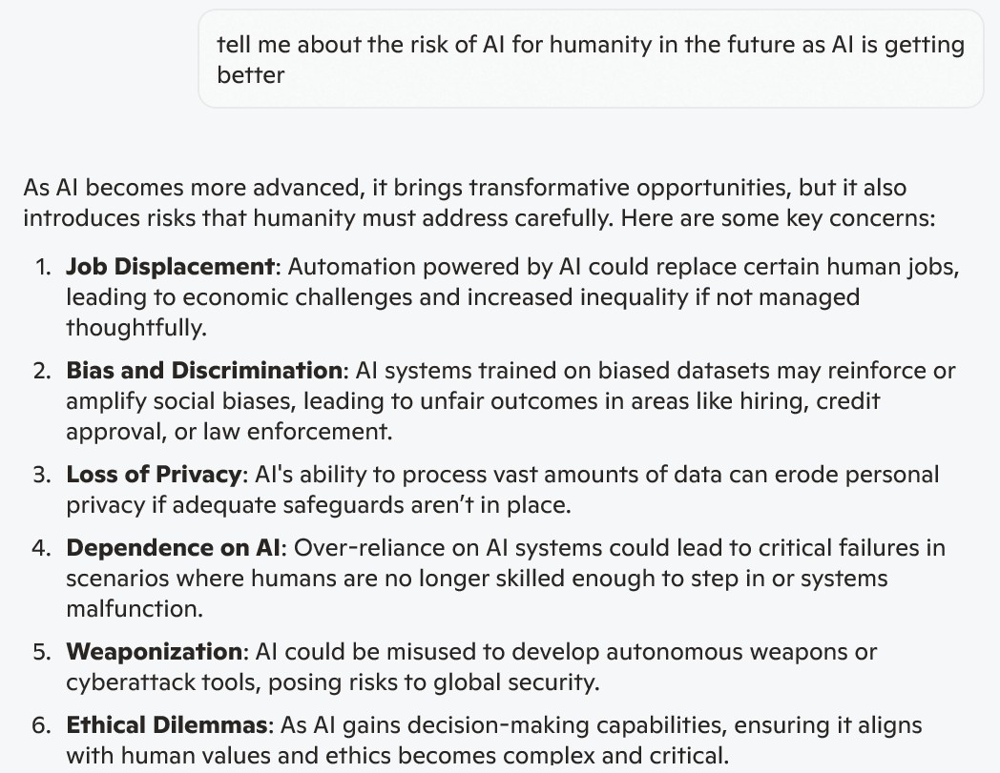 tell me about the risk of AI for humanity in the future as AI is getting
better
As AI becomes more advanced, it brings transformative opportunities, but it also
introduces risks that humanity must address carefully. Here are some key concerns:
1. Job Displacement: Automation powered by AI could replace certain human jobs,
leading to economic challenges and increased inequality if not managed
thoughtfully.
2. Bias and Discrimination: AI systems trained on biased datasets may reinforce or
amplify social biases, leading to unfair outcomes in areas like hiring, credit
approval, or law enforcement.
3. Loss of Privacy: AI's ability to process vast amounts of data can erode personal
privacy if adequate safeguards aren’t in place.
4. Dependence on AI: Over-reliance on AI systems could lead to critical failures in
scenarios where humans are no longer skilled enough to step in or systems
malfunction.
5. Weaponization: AI could be misused to develop autonomous weapons or
cyberattack tools, posing risks to global security.
6. Ethical Dilemmas: As AI gains decision-making capabilities, ensuring it aligns
with human values and ethics becomes complex and critical.